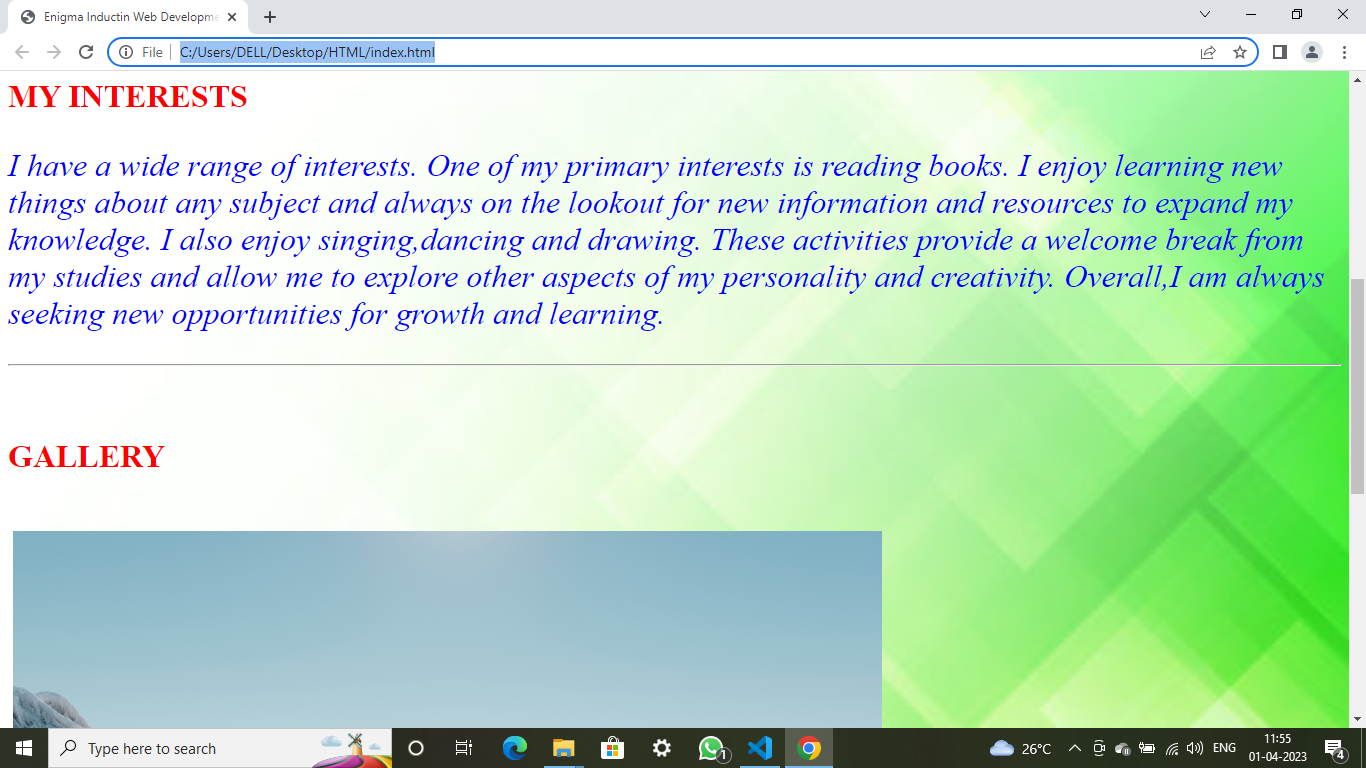 Enigma Inductin Web Developme
File
C:/Users/DELL/Desktop/HTML/index.html
MY INTERESTS
I have a wide range of interests. One of my primary interests is reading books. I enjoy learning new
things about any subject and always on the lookout for new information and resources to expand my
knowledge. I also enjoy singing,dancing and drawing. These activities provide a welcome break from
my studies and allow me to explore other aspects of my personality and creativity. Overall,I am always
seeking new opportunities for growth and learning.
GALLERY
Type here to search
1
26°C
ENG
11:55
01-04-2023
4